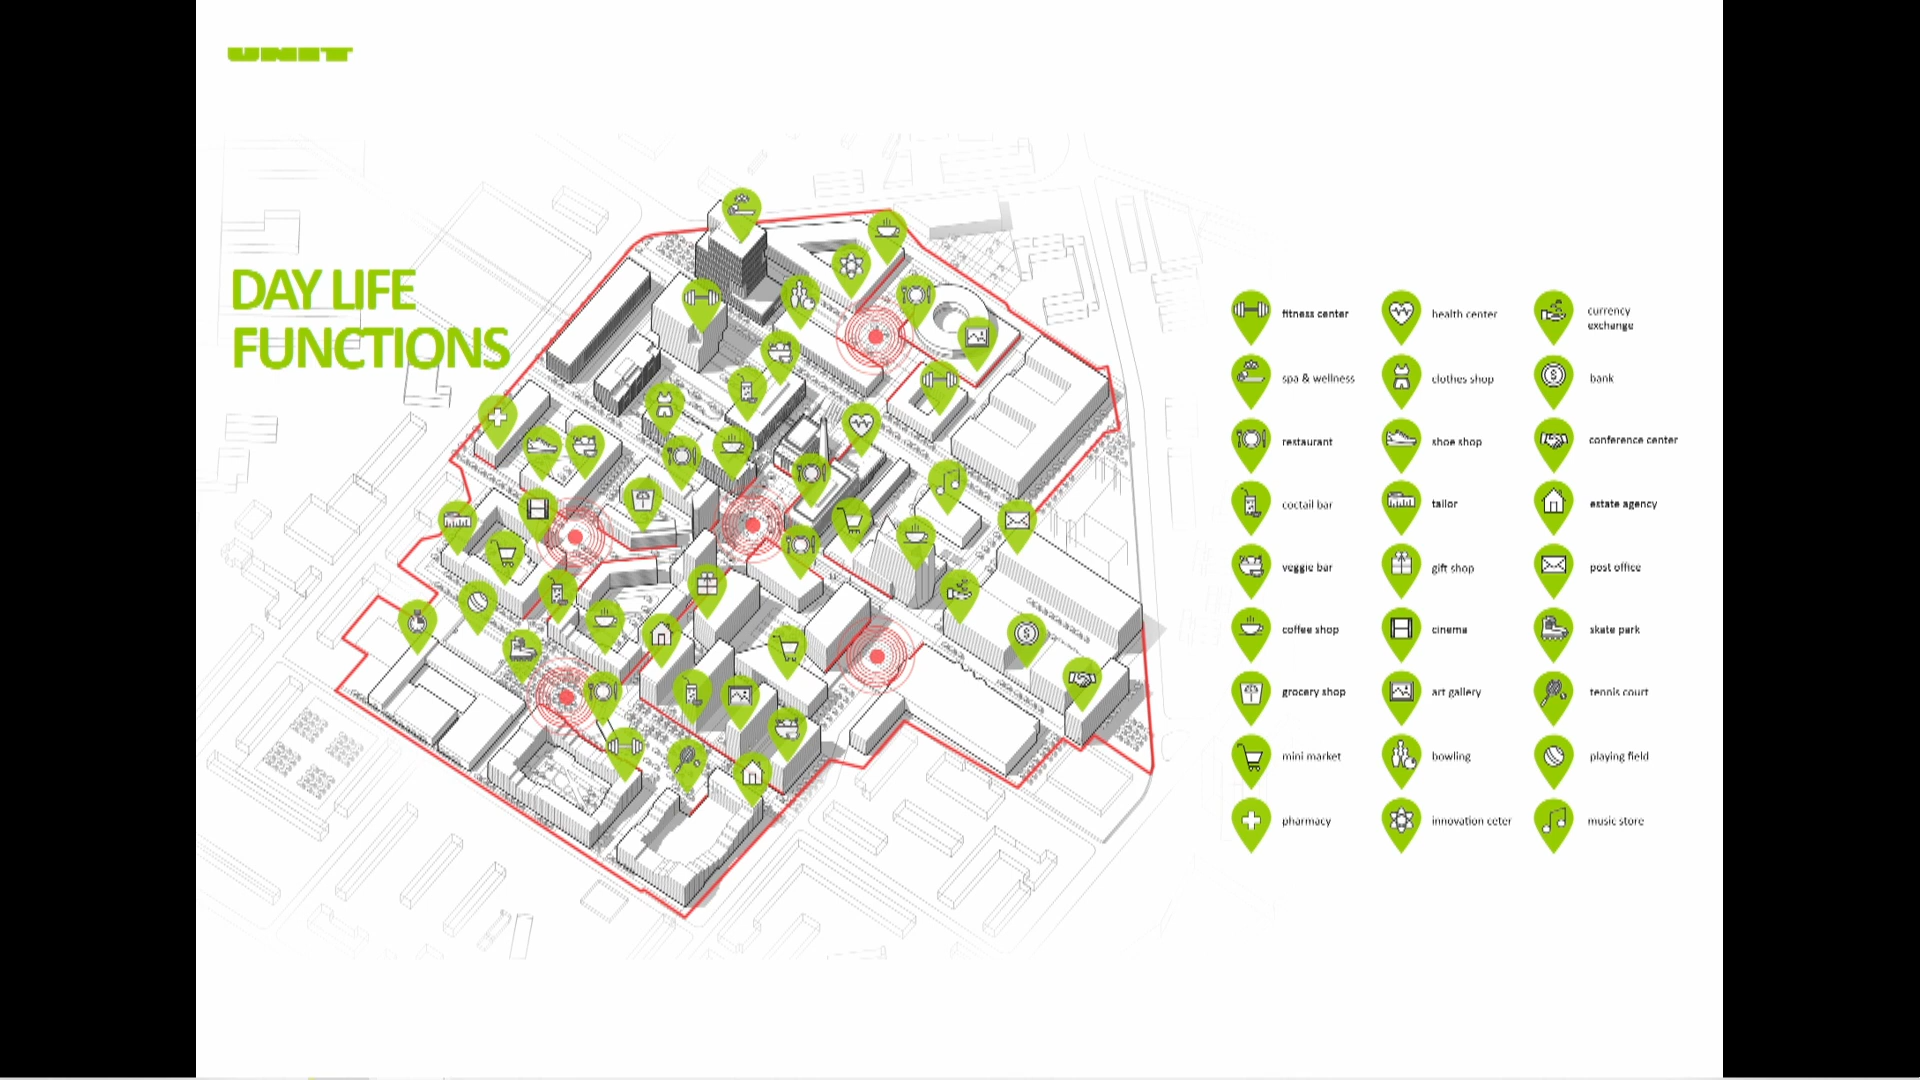 UNIT
DAY LIFE
FUNCTIONS
fitness center
health center
currency
exchange
spa & wellness
clothes shop
bank
restaurant
shoe shop
conference center
coctail bar
tailor
estate agency
veggie bar
gift shop
post office
coffee shop
cinema
skate park
grocery shop
art gallery
tennis court
mini market
bowling
playing field
pharmacy
innovation ceter
music store